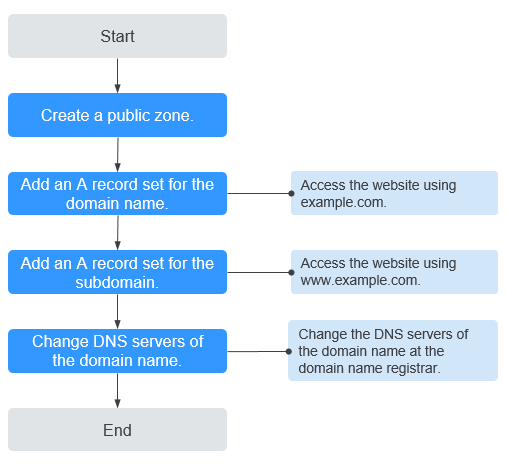 Start
Create a public zone.
Add an A record set for the
domain name.
Access the website using
example.com.
Add an A record set for the
subdomain.
Access the website using
www.example.com.
Change DNS servers of
the domain name.
Change the DNS servers of
the domain name at the
domain name registrar.
End